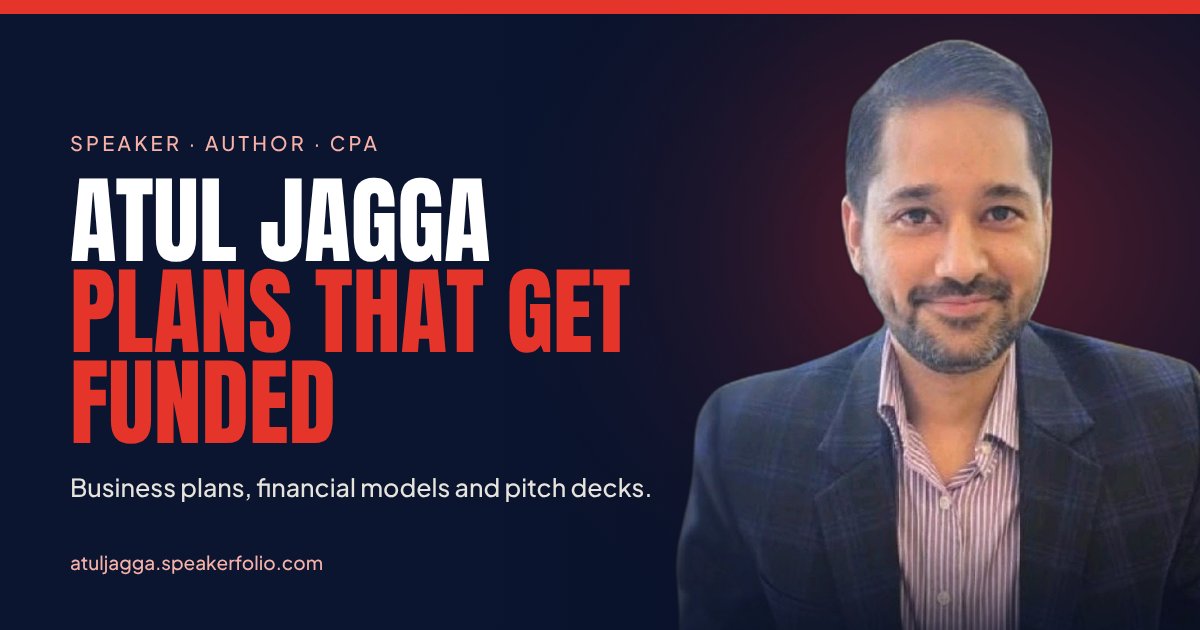 SPEAKER · AUTHOR · CPA
ATUL JAGGA
PLANS THAT GET
FUNDED
Business plans, financial models and pitch decks.
atuljagga.speakerfolio.com